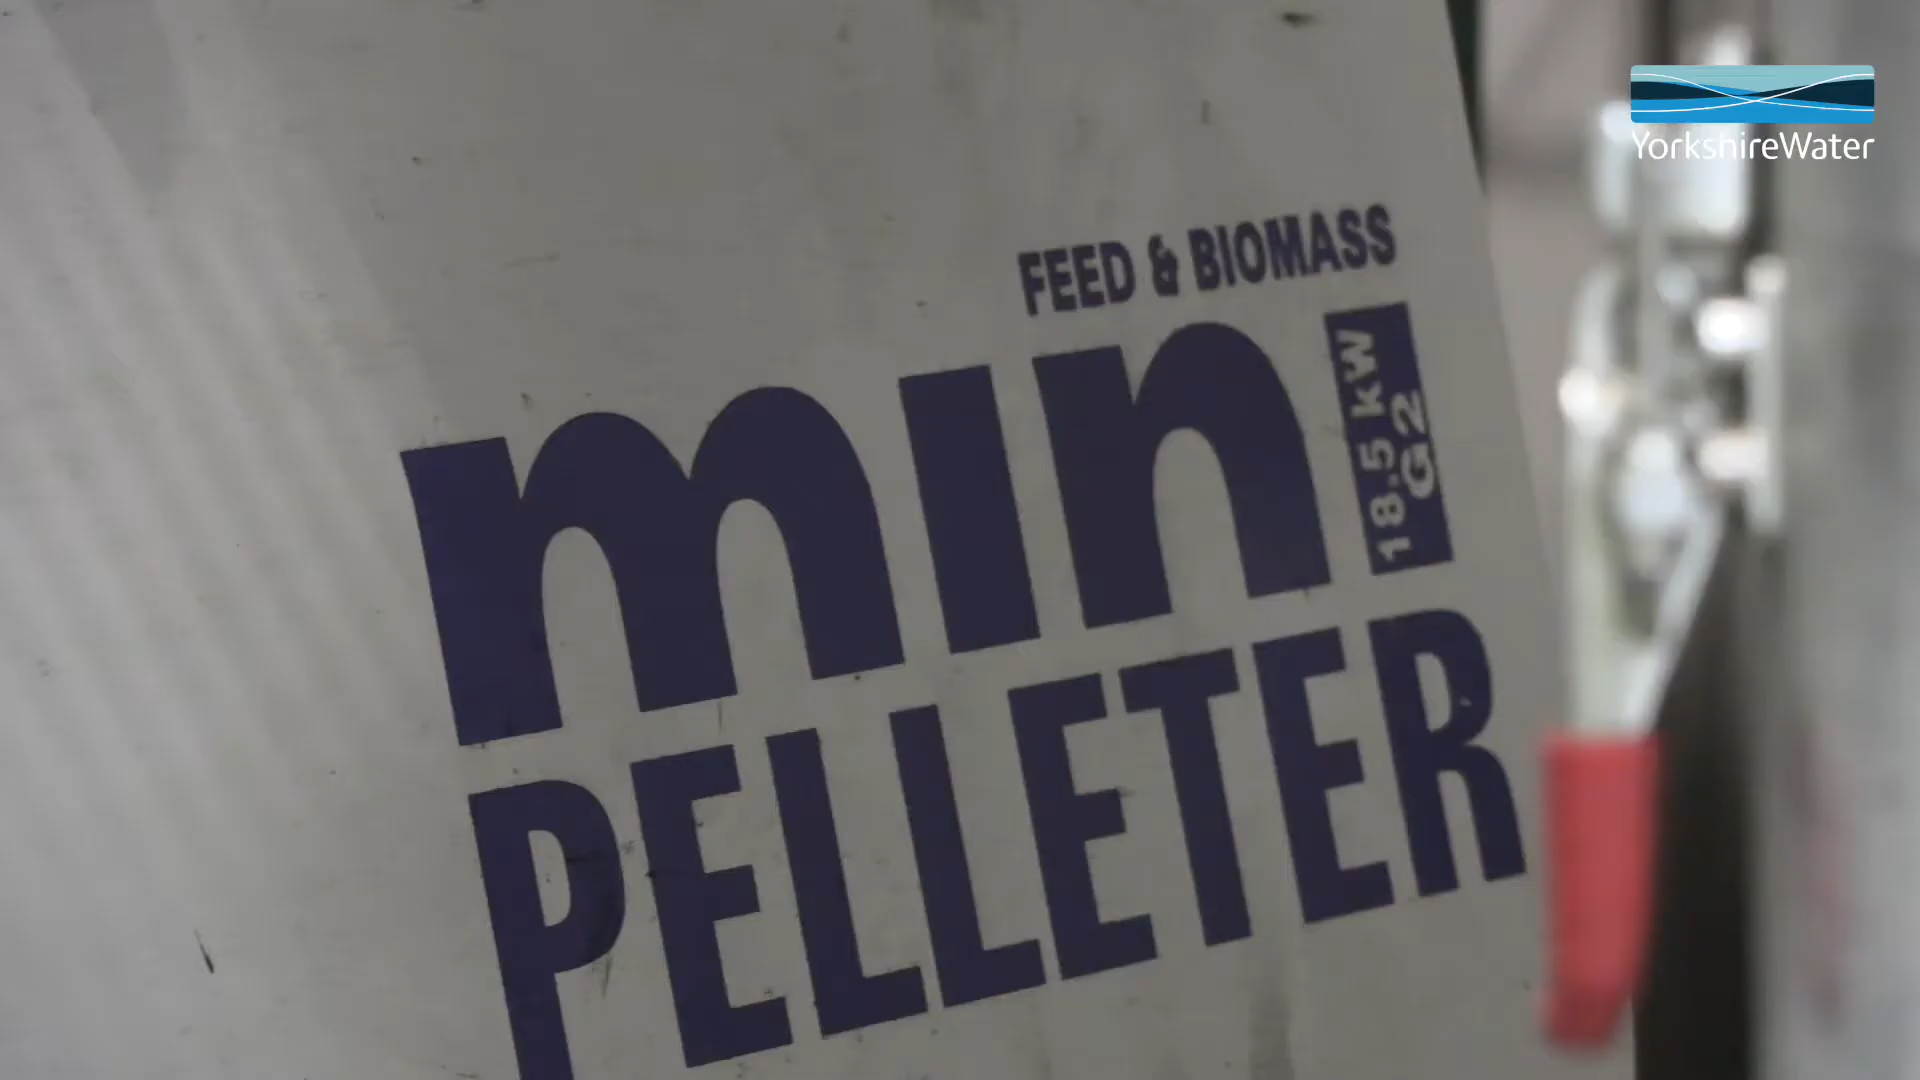 YorkshireWater
FEED & BIOMASS
mini
18.5 kW
G2
PELLETER